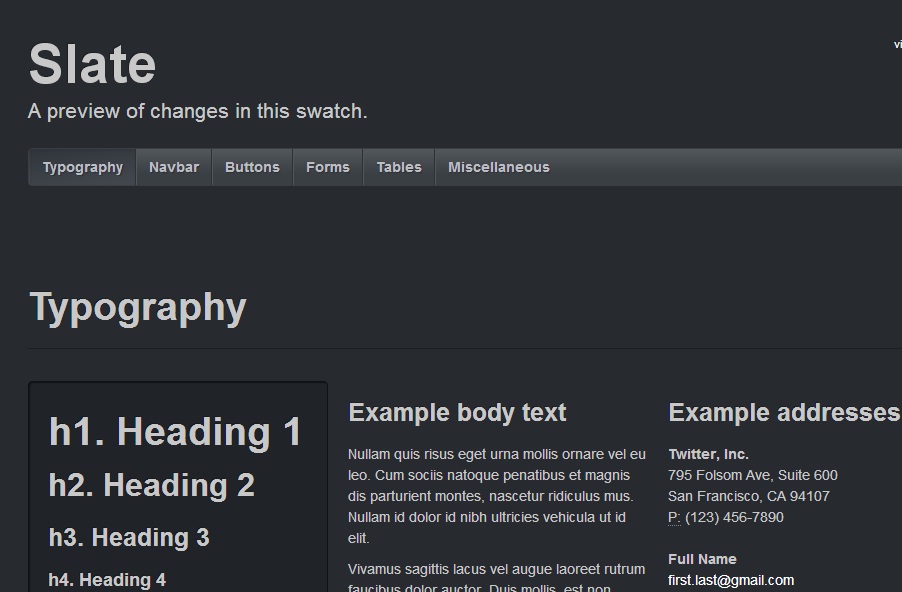 Slate
A preview of changes in this swatch.
Typography Navbar Buttons Forms Tables Miscellaneous
Typography
h1. Heading 1
h2. Heading 2
h3. Heading 3
h4. Heading 4
Example body text
Nullam quis risus eget urna mollis ornare vel eu
leo. Cum sociis natoque penatibus et magnis
dis parturient montes, nascetur ridiculus mus.
Nullam id dolor id nibh ultricies vehicula ut id
elit.
Vivamus sagittis lacus vel augue laoreet rutrum
faucibus dolor auctor. Duis mollis, est non
Example addresses
Twitter, Inc.
795 Folsom Ave, Suite 600
San Francisco, CA 94107
P: (123) 456-7890
Full Name
first.last@gmail.com